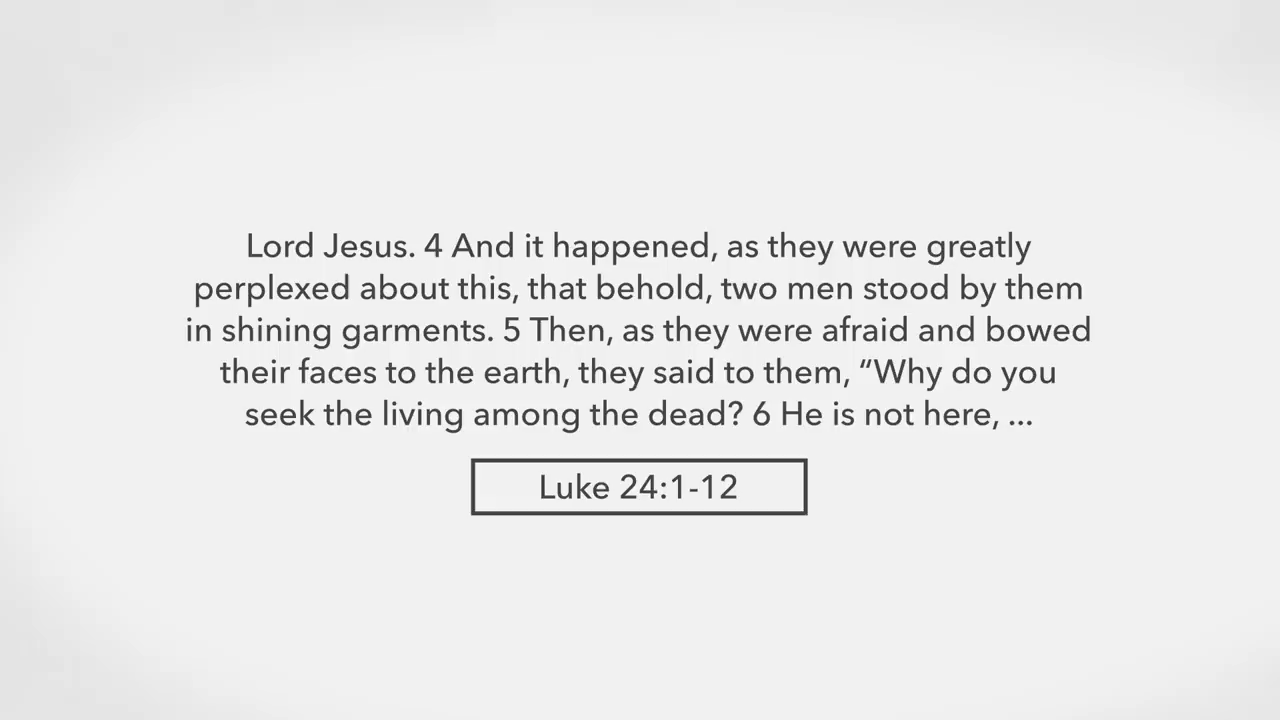 Lord Jesus. 4 And it happened, as they were greatly
perplexed about this, that behold, two men stood by them
in shining garments. 5 Then, as they were afraid and bowed
their faces to the earth, they said to them, “Why do you
seek the living among the dead? 6 He is not here, ...
Luke 24:1-12